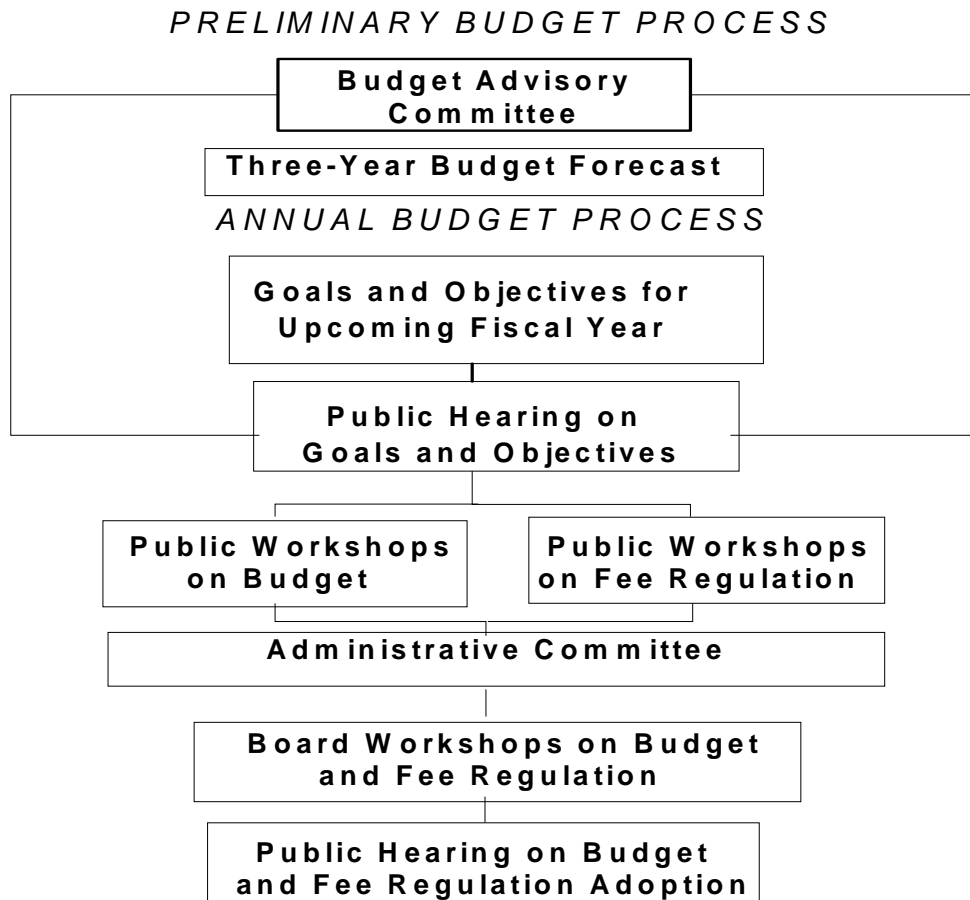 PRELIMINARY BUDGET PROCESS
Budget Advisory
Committee
Three-Year Budget Forecast
ANNUAL BUDGET PROCESS
Goals and Objectives for
Upcoming Fiscal Year
Public Hearing on
Goals and Objectives
Public Workshops
on Budget
Public Workshops
on Fee Regulation
Administrative Committee
Board Workshops on Budget
and Fee Regulation
Public Hearing on Budget
and Fee Regulation Adoption